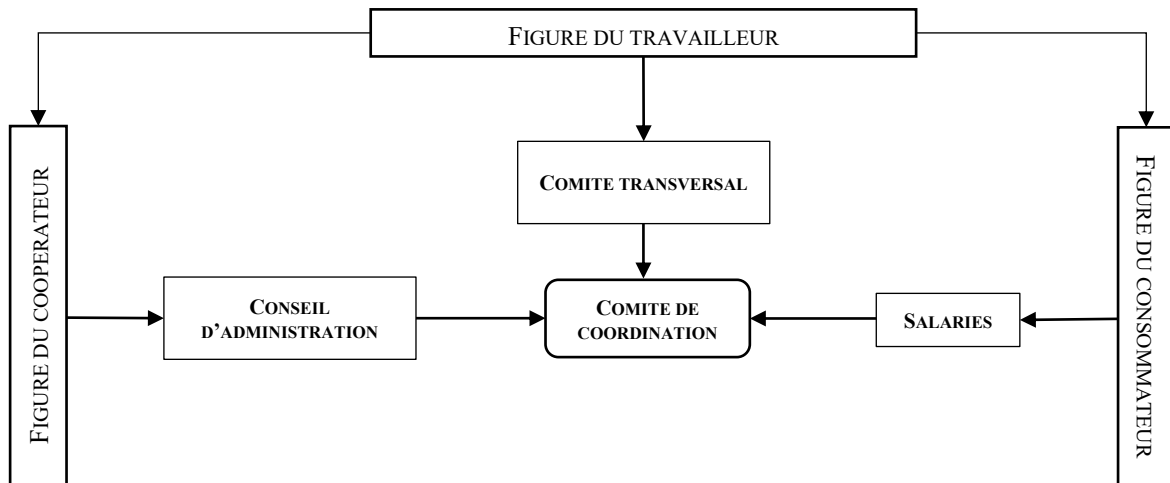 FIGURE DU TRAVAILLEUR
FIGURE DU COOPERATEUR
COMITE TRANSVERSAL
CONSEIL
D’ADMINISTRATION
COMITE DE
COORDINATION
SALARIES
FIGURE DU CONSOMMATEUR